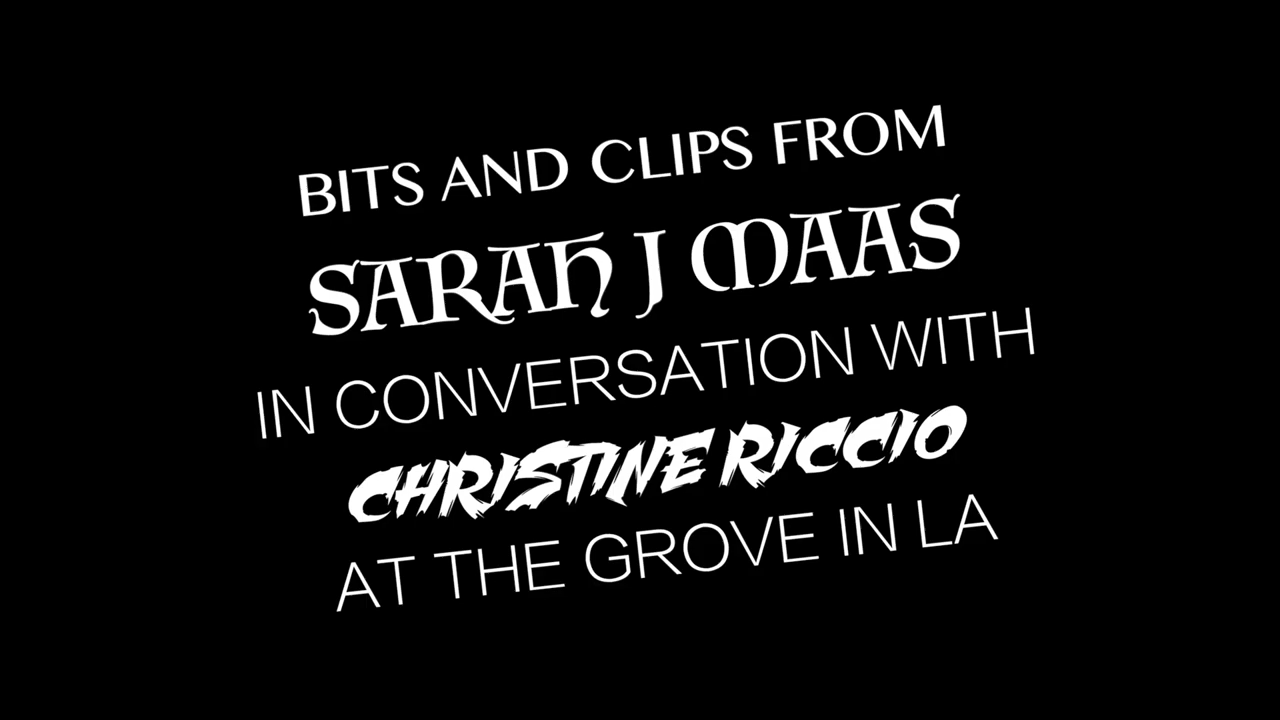 BITS AND CLIPS FROM
SARAH J MAAS
IN CONVERSATION WITH
CHRISTINE RICCIO
AT THE GROVE IN LA